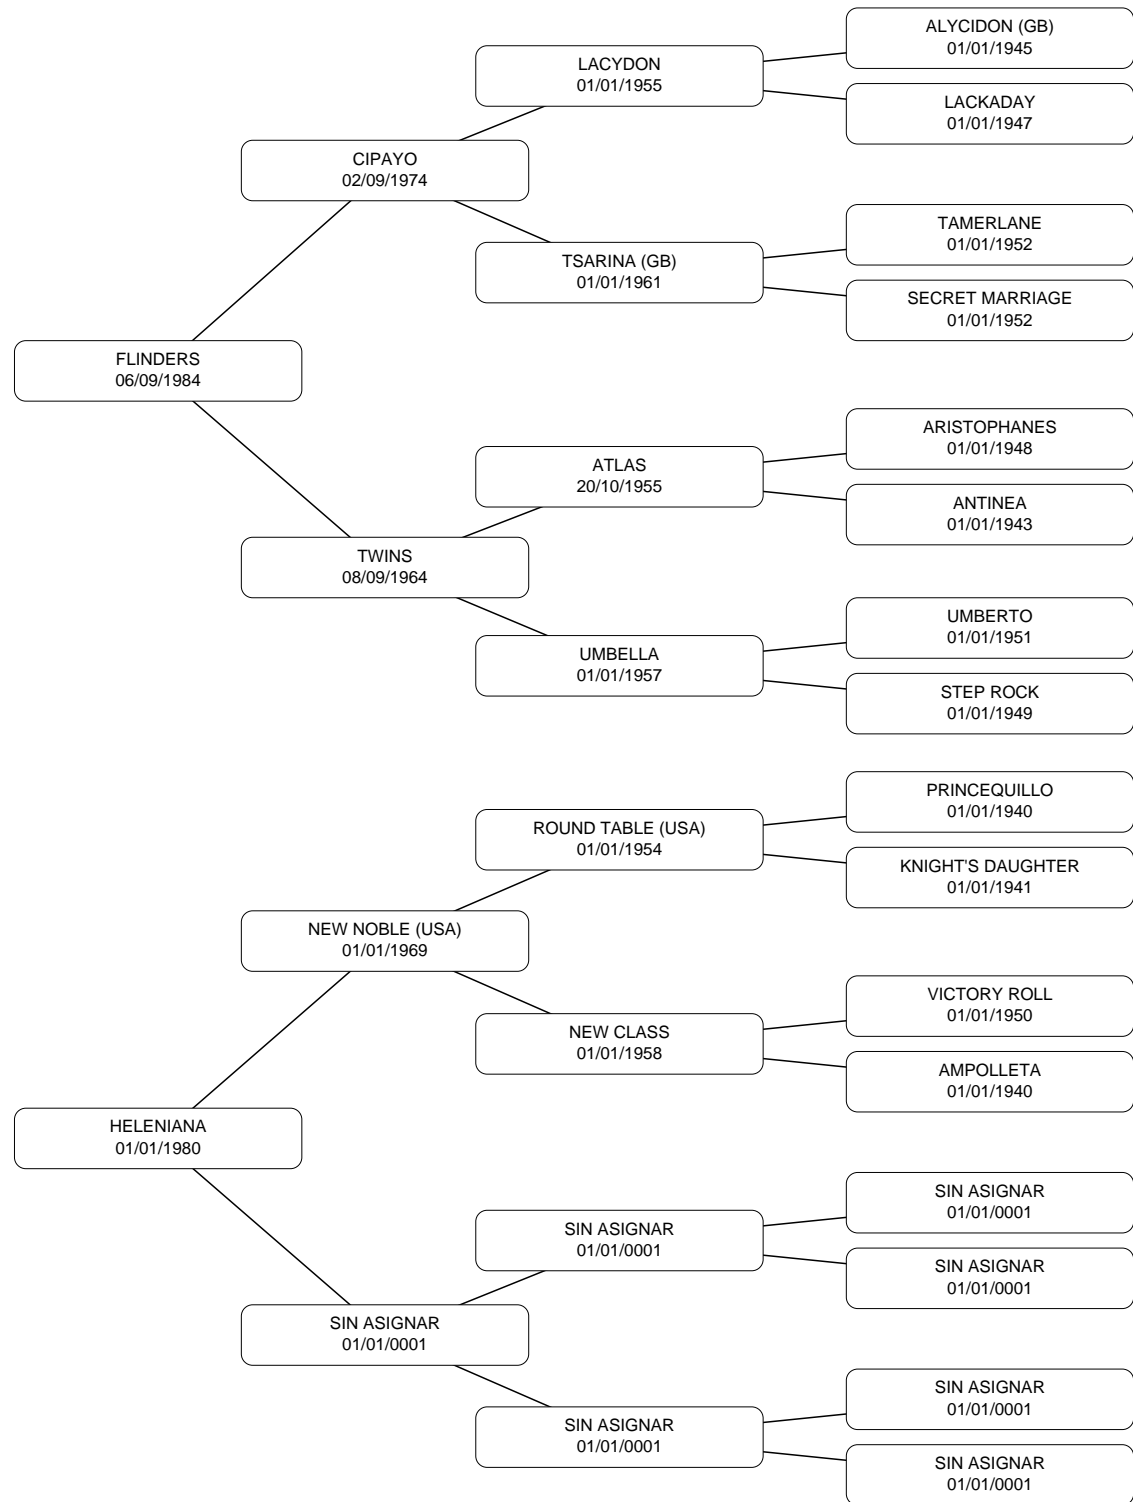 ALYCIDON (GB)
01/01/1945
LACYDON
01/01/1955
LACKADAY
01/01/1947
CIPAYO
02/09/1974
TAMERLANE
01/01/1952
TSARINA (GB)
01/01/1961
SECRET MARRIAGE
01/01/1952
FLINDERS
06/09/1984
ARISTOPHANES
01/01/1948
ATLAS
20/10/1955
ANTINEA
01/01/1943
TWINS
08/09/1964
UMBERTO
01/01/1951
UMBELLA
01/01/1957
STEP ROCK
01/01/1949
PRINCEQUILLO
01/01/1940
ROUND TABLE (USA)
01/01/1954
KNIGHT'S DAUGHTER
01/01/1941
NEW NOBLE (USA)
01/01/1969
VICTORY ROLL
01/01/1950
NEW CLASS
01/01/1958
AMPOLLETA
01/01/1940
HELENIANA
01/01/1980
SIN ASIGNAR
01/01/0001
SIN ASIGNAR
01/01/0001
SIN ASIGNAR
01/01/0001
SIN ASIGNAR
01/01/0001
SIN ASIGNAR
01/01/0001
SIN ASIGNAR
01/01/0001
SIN ASIGNAR
01/01/0001